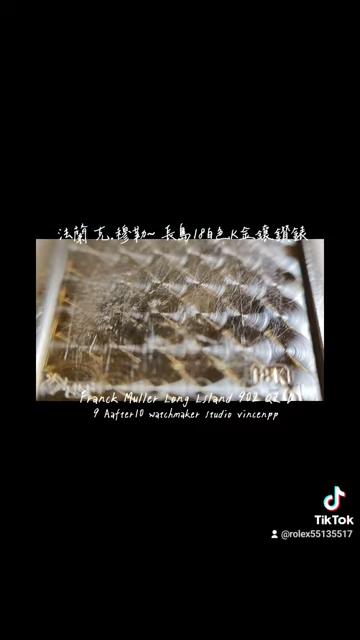 法蘭克.穆勒~ 長島18白色K金鑲鑽錶
Franck Muller Long Lsland 902 QZ D
9 Aafter10 watchmaker studio vincenpp
TikTok
@rolex55135517